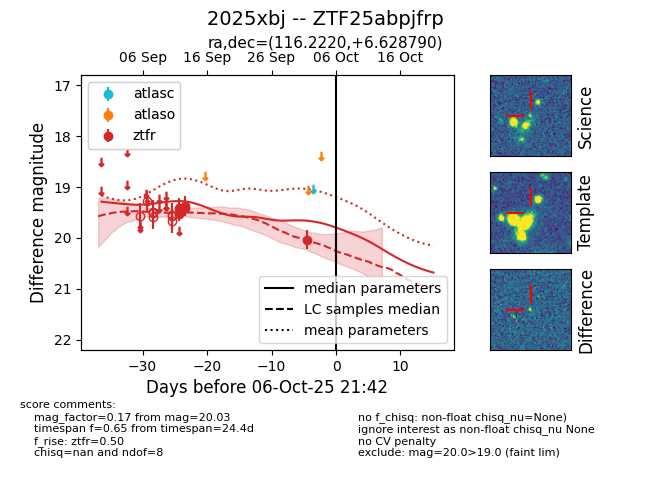 2025xbj -- ZTF25abpjfrp
ra,dec=(116.2220,+6.628790)
06 Sep 16 Sep 26 Sep 06 Oct 16 Oct
17
18
19
20
21
22
Difference magnitude
atlasc
atlaso
ztfr
median parameters
LC samples median
mean parameters
−30 −20 −10 0 10
Days before 06-Oct-25 21:42
Science
Template
Difference
score comments:
mag_factor=0.17 from mag=20.03
timespan f=0.65 from timespan=24.4d
f_rise: ztfr=0.50
chisq=nan and ndof=8
no f_chisq: non-float chisq_nu=None)
ignore interest as non-float chisq_nu None
no CV penalty
exclude: mag=20.0>19.0 (faint lim)